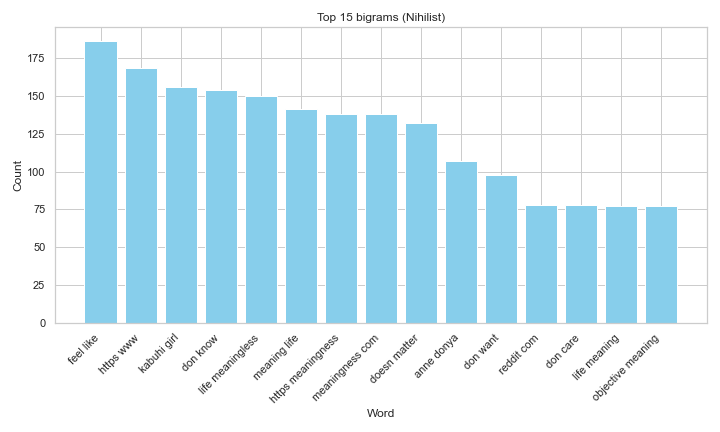 Top 15 bigrams (Nihilist)
Count
175
150
125
100
75
50
25
0
feel like
https www
kabuhi girl
don know
life meaningless
meaning life
https meaningness
meaningness com
doesn matter
anne donya
don want
reddit com
don care
life meaning
objective meaning
Word